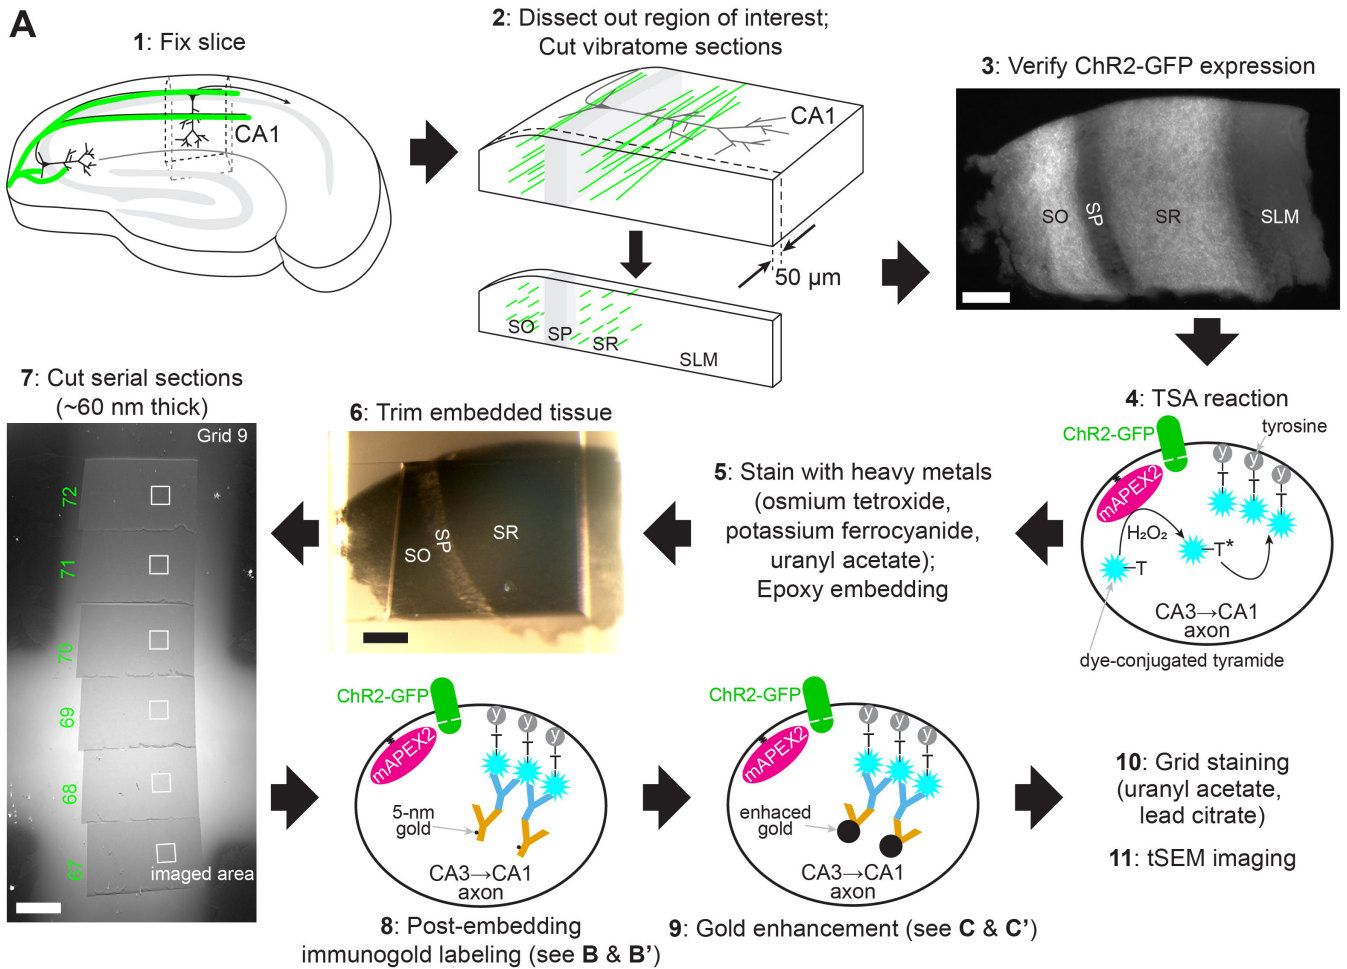 A
1: Fix slice
CA1
2: Dissect out region of interest;
Cut vibratome sections
CA1
50 µm
SO
SP
SR
SLM
3: Verify ChR2-GFP expression
SO
SP
SR
SLM
4: TSA reaction
ChR2-GFP
tyrosine
mAPEX2
y
y
y
T
T
T
H₂O₂
T
T*
CA3→CA1
axon
dye-conjugated tyramide
5: Stain with heavy metals
(osmium tetroxide,
potassium ferrocyanide,
uranyl acetate);
Epoxy embedding
6: Trim embedded tissue
SO
SP
SR
7: Cut serial sections
(~60 nm thick)
Grid 9
72
71
70
69
68
67
imaged area
ChR2-GFP
mAPEX2
y
y
y
T
T
T
5-nm
gold
CA3→CA1
axon
8: Post-embedding
immunogold labeling (see B & B’)
ChR2-GFP
mAPEX2
y
y
y
T
T
T
enhaced
gold
CA3→CA1
axon
9: Gold enhancement (see C & C’)
10: Grid staining
(uranyl acetate,
lead citrate)
11: tSEM imaging